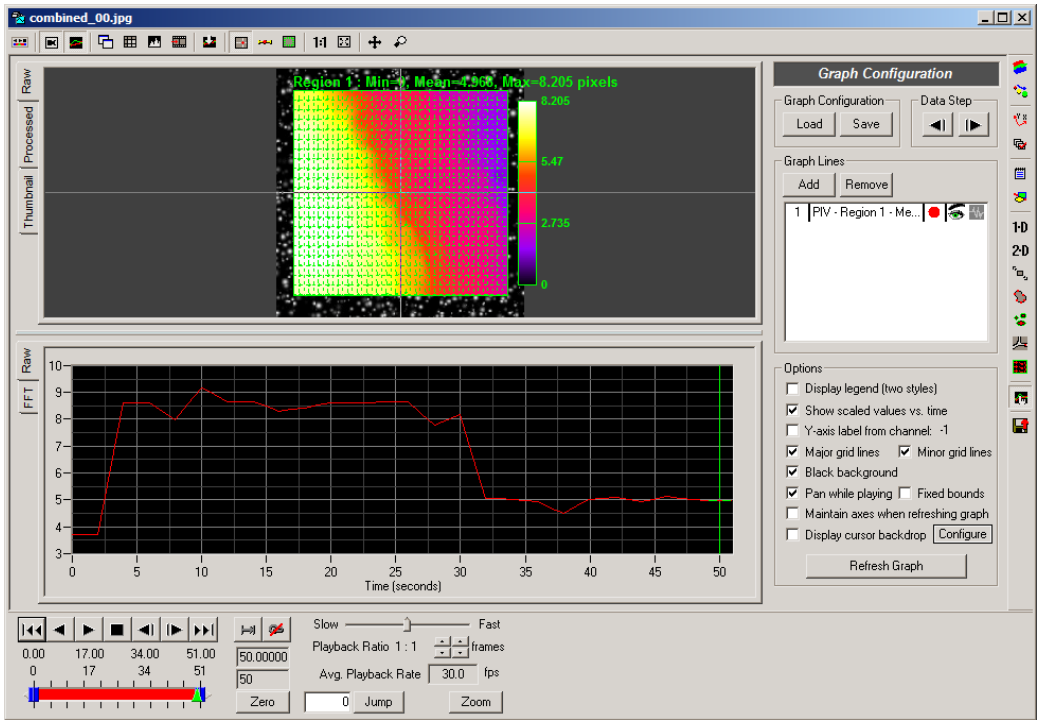 combined_00.jpg
1:1
Raw
Processed
Thumbnail
Region 1 : Mean=4.968, Max=8.205 pixels
8.205
5.47
2.735
0
Graph Configuration
Graph Configuration
Load
Save
Data Step
Graph Lines
Add
Remove
1 PIV - Region 1 - Me...
1-D
2-D
Raw
FFT
10
9
8
7
6
5
4
3
0 5 10 15 20 25 30 35 40 45 50
Time (seconds)
Options
Display legend (two styles)
Show scaled values vs. time
Y-axis label from channel: -1
Major grid lines Minor grid lines
Black background
Pan while playing Fixed bounds
Maintain axes when refreshing graph
Display cursor backdrop Configure
Refresh Graph
0.00 17.00 34.00 51.00
0 17 34 51
50.00000
50
Zero
Slow Fast
Playback Ratio 1 : 1 frames
Avg. Playback Rate 30.0 fps
0 Jump Zoom